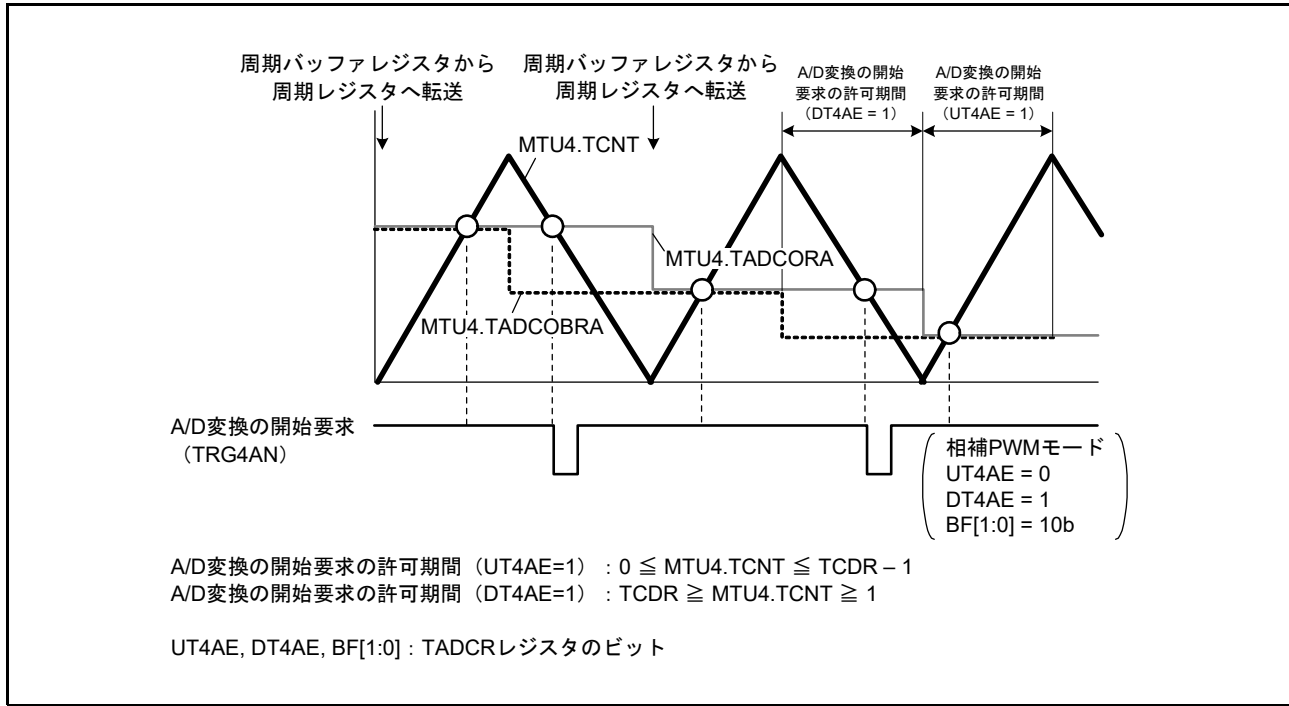 周期バッファレジスタから
周期レジスタへ転送
周期バッファレジスタから
周期レジスタへ転送
A/D変換の開始
要求の許可期間
（DT4AE = 1）
A/D変換の開始
要求の許可期間
（UT4AE = 1）
MTU4.TCNT
MTU4.TADCORA
MTU4.TADCOBRA
A/D変換の開始要求
（TRG4AN）
相補PWMモード
UT4AE = 0
DT4AE = 1
BF[1:0] = 10b
A/D変換の開始要求の許可期間（UT4AE=1）：0 ≦ MTU4.TCNT ≦ TCDR – 1
A/D変換の開始要求の許可期間（DT4AE=1）：TCDR ≧ MTU4.TCNT ≧ 1
UT4AE, DT4AE, BF[1:0]：TADCRレジスタのビット